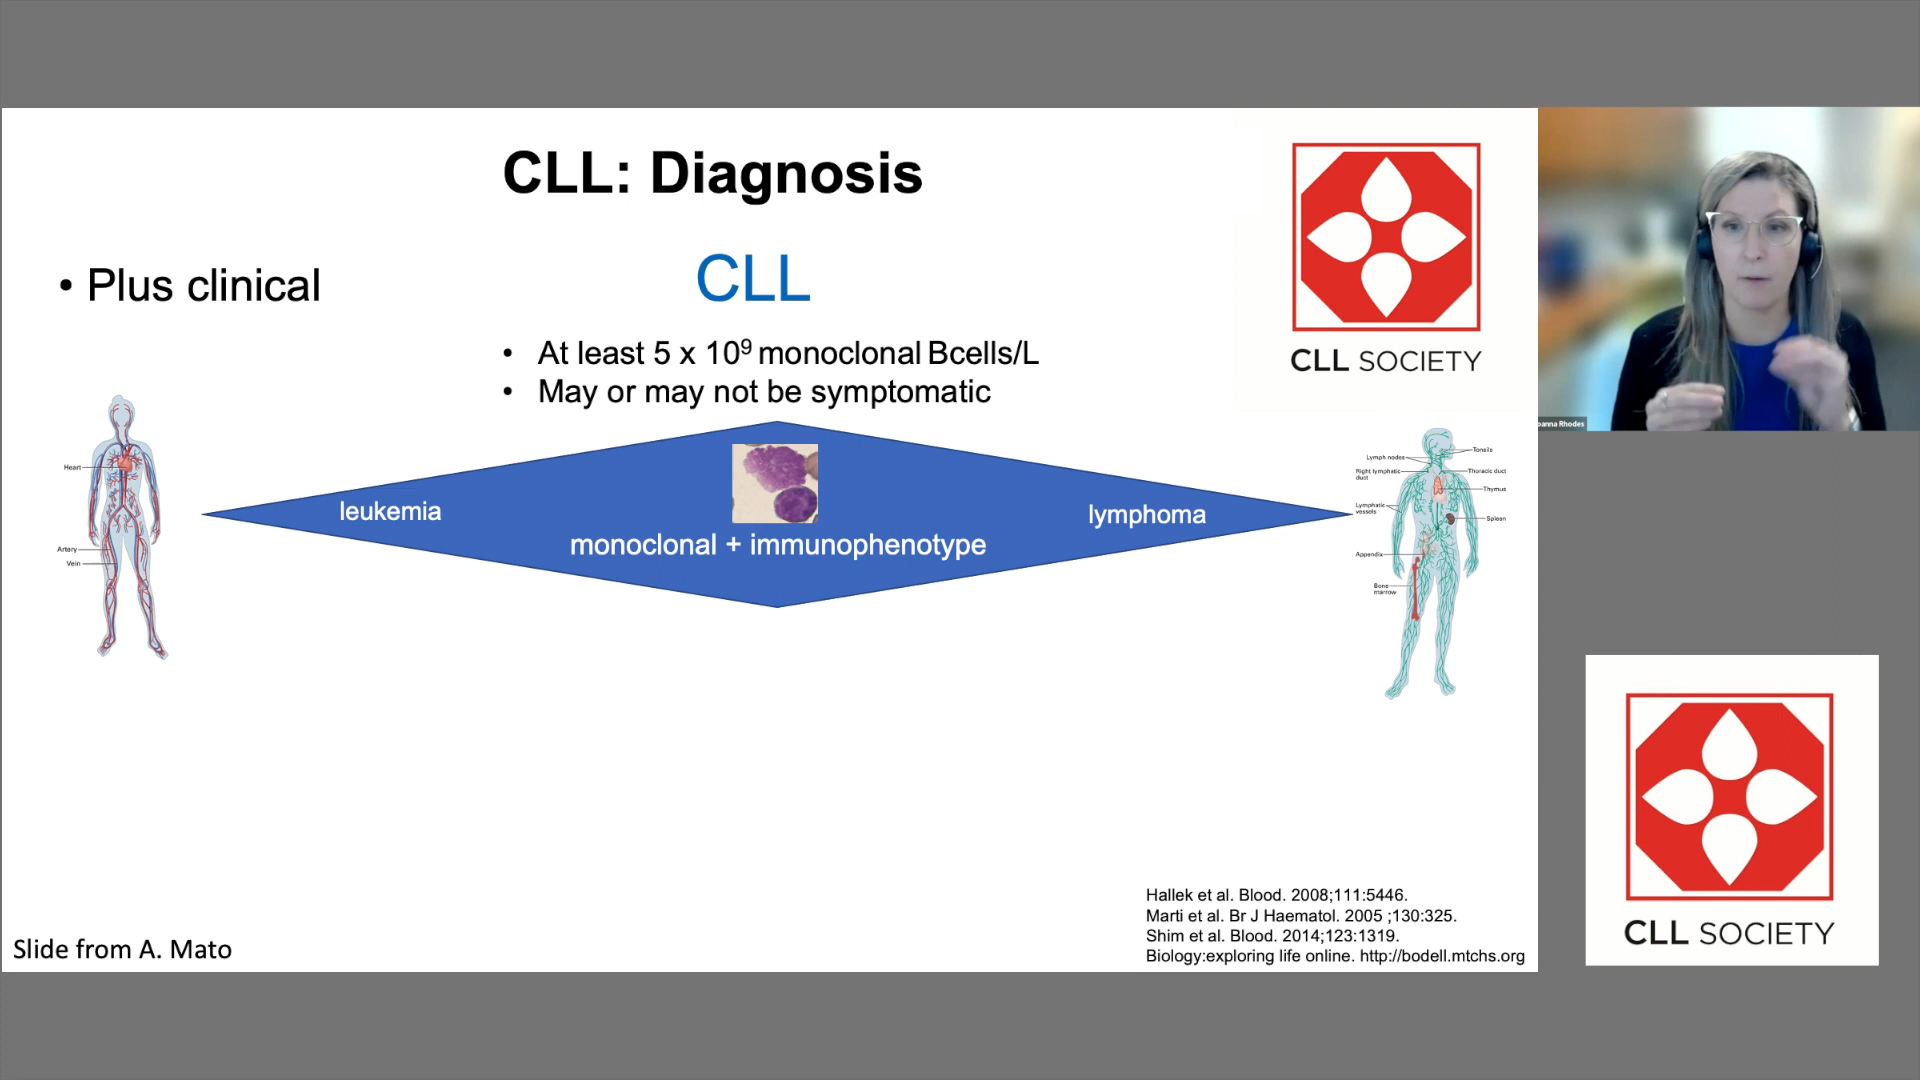 CLL: Diagnosis
• Plus clinical
CLL
• At least 5 x 10⁹ monoclonal Bcells/L
• May or may not be symptomatic
CLL SOCIETY
Rhodes
Heart
Artery
Vein
leukemia
monoclonal + immunophenotype
lymphoma
Tonsils
Lymph nodes
Right lymphatic
duct
Thoracic duct
Thymus
Lymphatic
vessels
Spleen
Appendix
Bone
marrow
Hallek et al. Blood. 2008;111:5446.
Marti et al. Br J Haematol. 2005 ;130:325.
Shim et al. Blood. 2014;123:1319.
Biology:exploring life online. http://bodell.mtchs.org
Slide from A. Mato
CLL SOCIETY